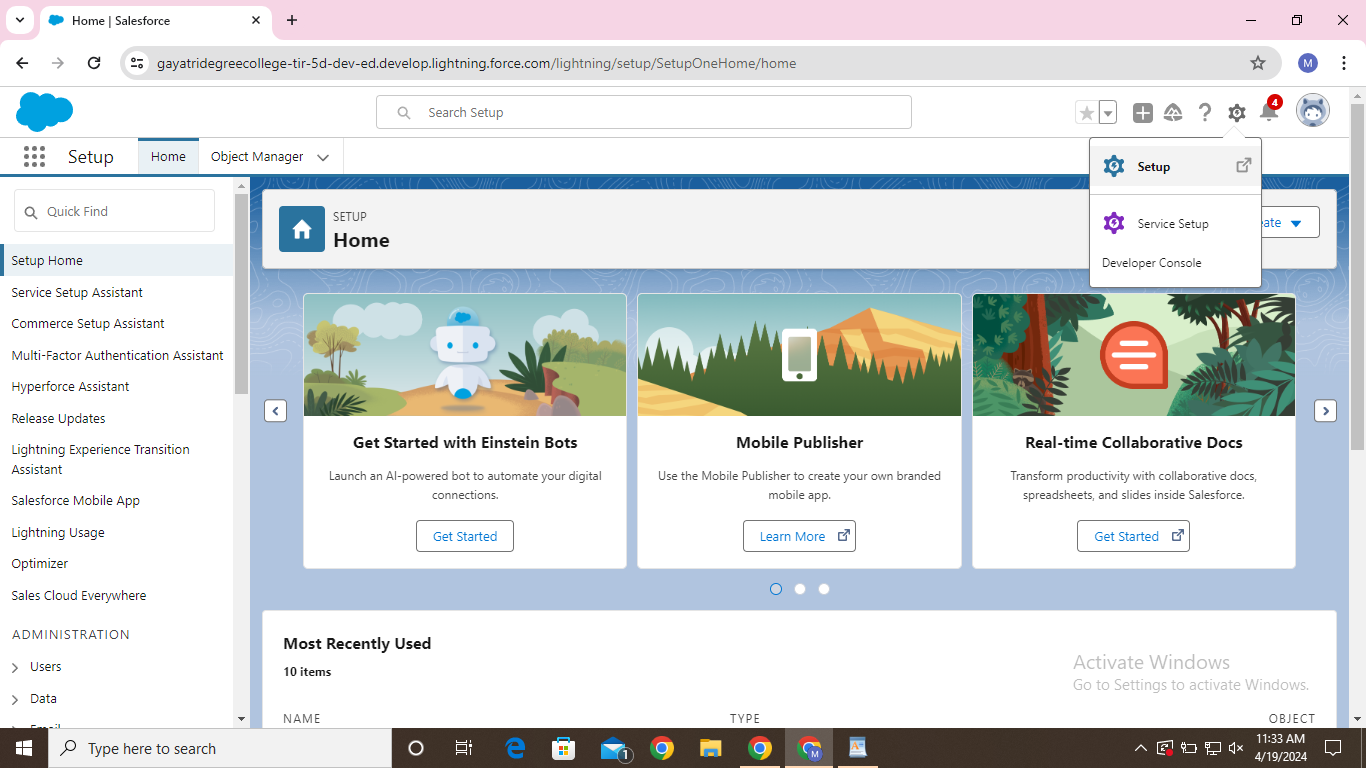 Home | Salesforce
gayatridegreecollege-tir-5d-dev-ed.develop.lightning.force.com/lightning/setup/SetupOneHome/home
M
Search Setup
4
Setup
Home
Object Manager
Setup
Service Setup
Developer Console
Quick Find
SETUP
Home
Setup Home
Service Setup Assistant
Commerce Setup Assistant
Multi-Factor Authentication Assistant
Hyperforce Assistant
Release Updates
Lightning Experience Transition
Assistant
Salesforce Mobile App
Lightning Usage
Optimizer
Sales Cloud Everywhere
ADMINISTRATION
Users
Data
Get Started with Einstein Bots
Launch an AI-powered bot to automate your digital
connections.
Get Started
Mobile Publisher
Use the Mobile Publisher to create your own branded
mobile app.
Learn More
Real-time Collaborative Docs
Transform productivity with collaborative docs,
spreadsheets, and slides inside Salesforce.
Get Started
Most Recently Used
10 items
NAME
TYPE
OBJECT
Activate Windows
Go to Settings to activate Windows.
Type here to search
1
M
11:33 AM
4/19/2024